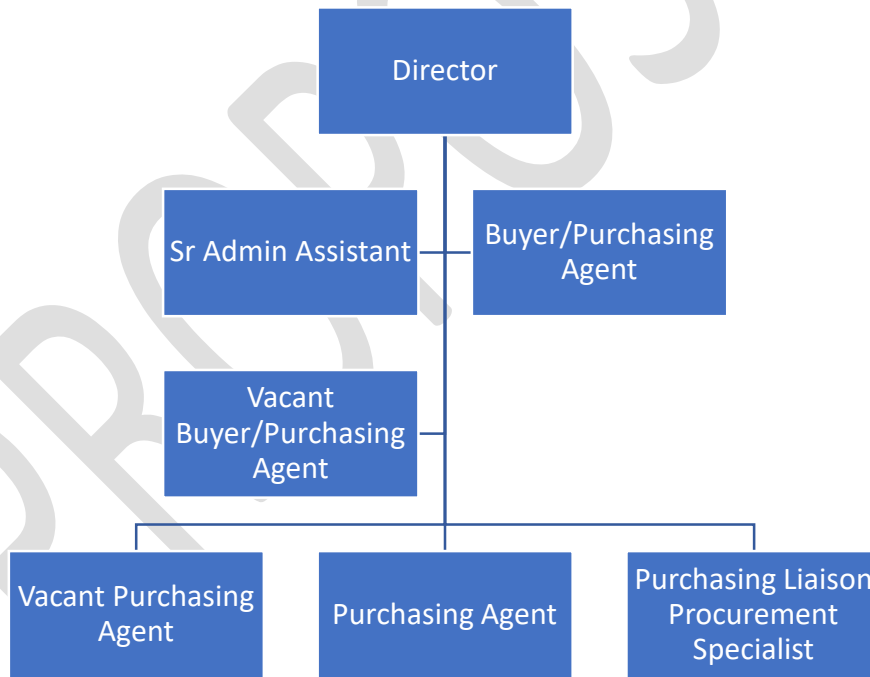 Director
Sr Admin Assistant
Buyer/Purchasing
Agent
Vacant
Buyer/Purchasing
Agent
Vacant Purchasing
Agent
Purchasing Agent
Purchasing Liaison
Procurement
Specialist